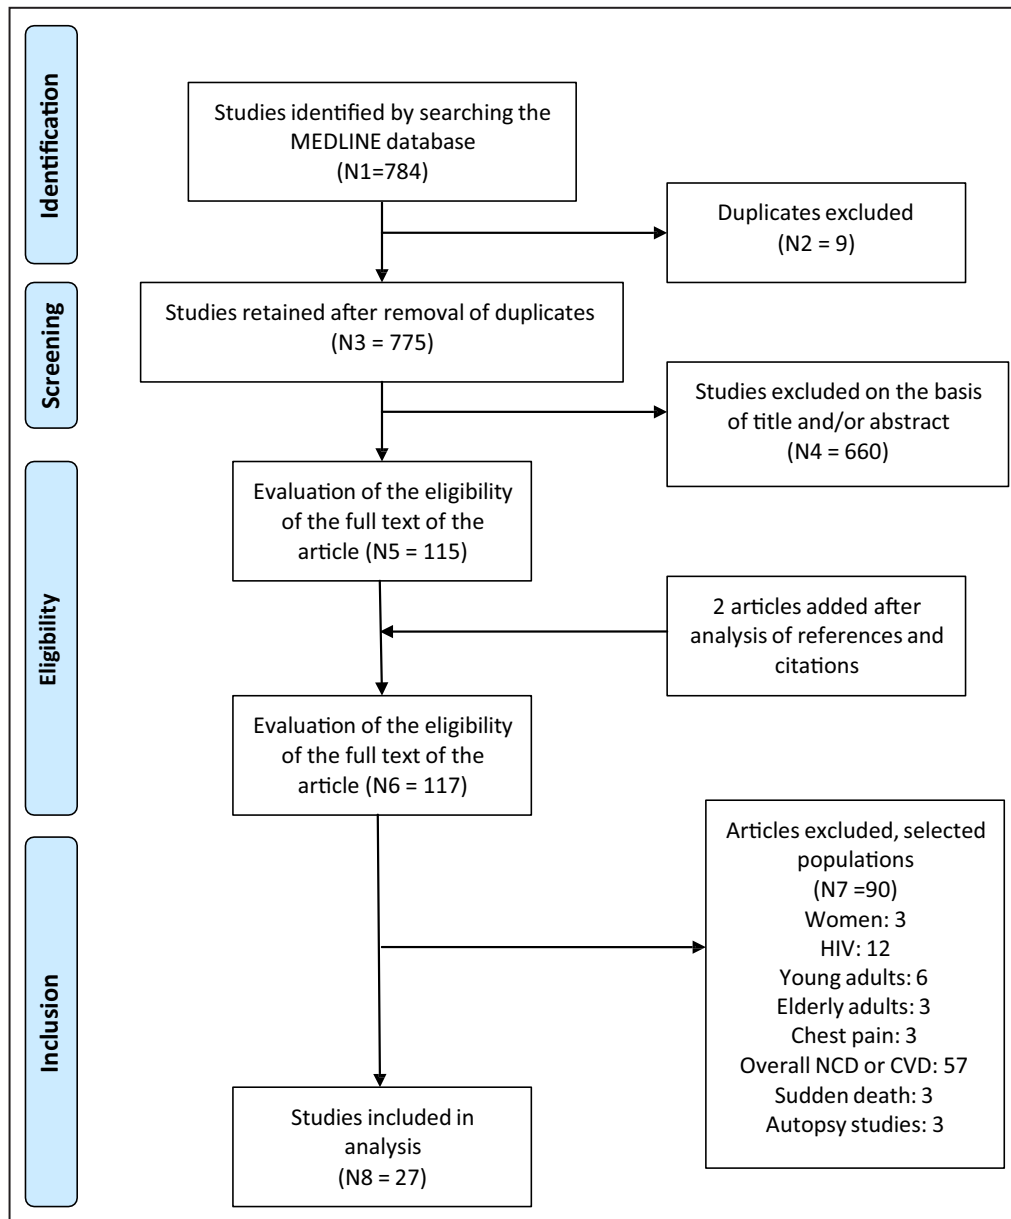 Identification
Studies identified by searching the
MEDLINE database
(N1=784)
Duplicates excluded
(N2 = 9)
Screening
Studies retained after removal of duplicates
(N3 = 775)
Studies excluded on the basis
of title and/or abstract
(N4 = 660)
Eligibility
Evaluation of the eligibility
of the full text of the
article (N5 = 115)
2 articles added after
analysis of references and
citations
Evaluation of the eligibility
of the full text of the
article (N6 = 117)
Inclusion
Articles excluded, selected
populations
(N7 =90)
Women: 3
HIV: 12
Young adults: 6
Elderly adults: 3
Chest pain: 3
Overall NCD or CVD: 57
Sudden death: 3
Autopsy studies: 3
Studies included in
analysis
(N8 = 27)